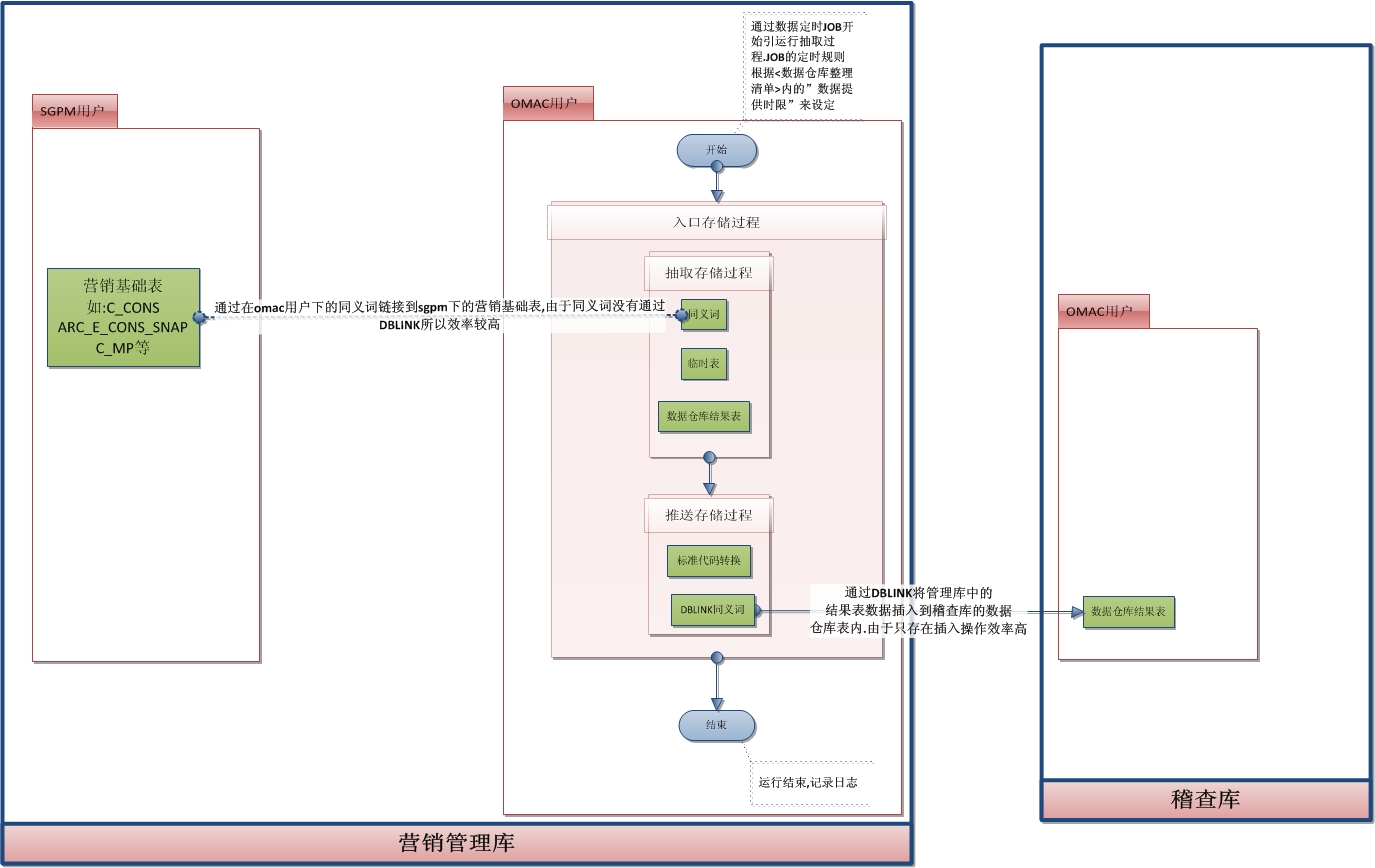 通过数据定时JOB开
始引运行抽取过
程.JOB的定时规则
根据<数据仓库整理
清单>内的”数据提
供时限”来设定
SGPM用户
OMAC用户
开始
入口存储过程
抽取存储过程
营销基础表
如:C_CONS
ARC_E_CONS_SNAP
C_MP等
通过在omac用户下的同义词链接到sgpm下的营销基础表,由于同义词没有通过
DBLINK所以效率较高
同义词
临时表
数据仓库结果表
推送存储过程
标准代码转换
DBLINK同义词
通过DBLINK将管理库中的
结果表数据插入到稽查库的数据
仓库表内.由于只存在插入操作效率高
OMAC用户
数据仓库结果表
结束
运行结束,记录日志
稽查库
营销管理库